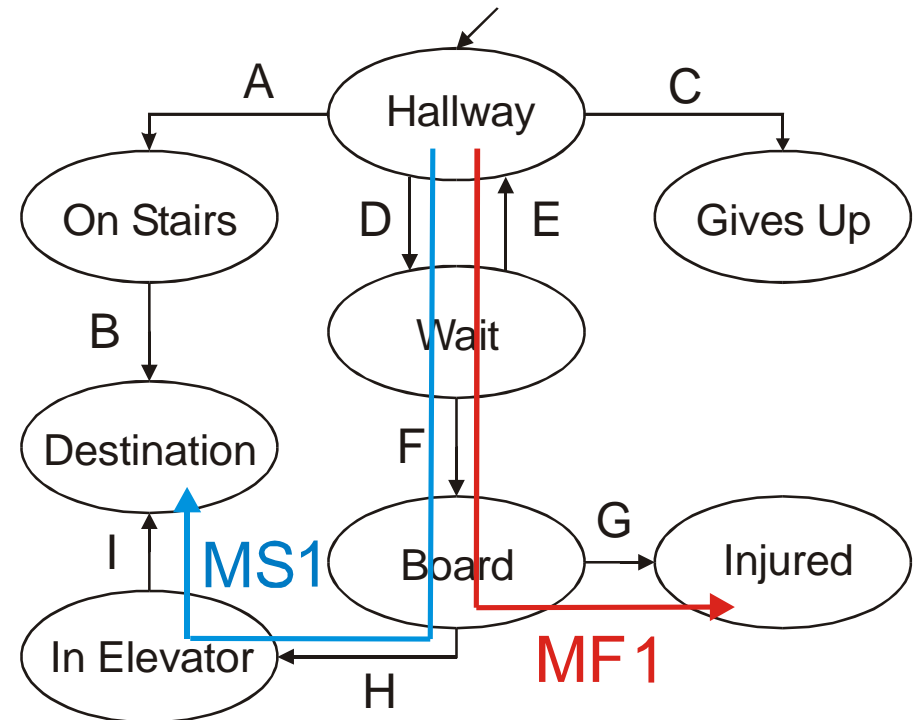 A
C
Hallway
On Stairs
D
E
Gives Up
B
Wait
Destination
F
G
I
MS1
Board
Injured
In Elevator
MF1
H